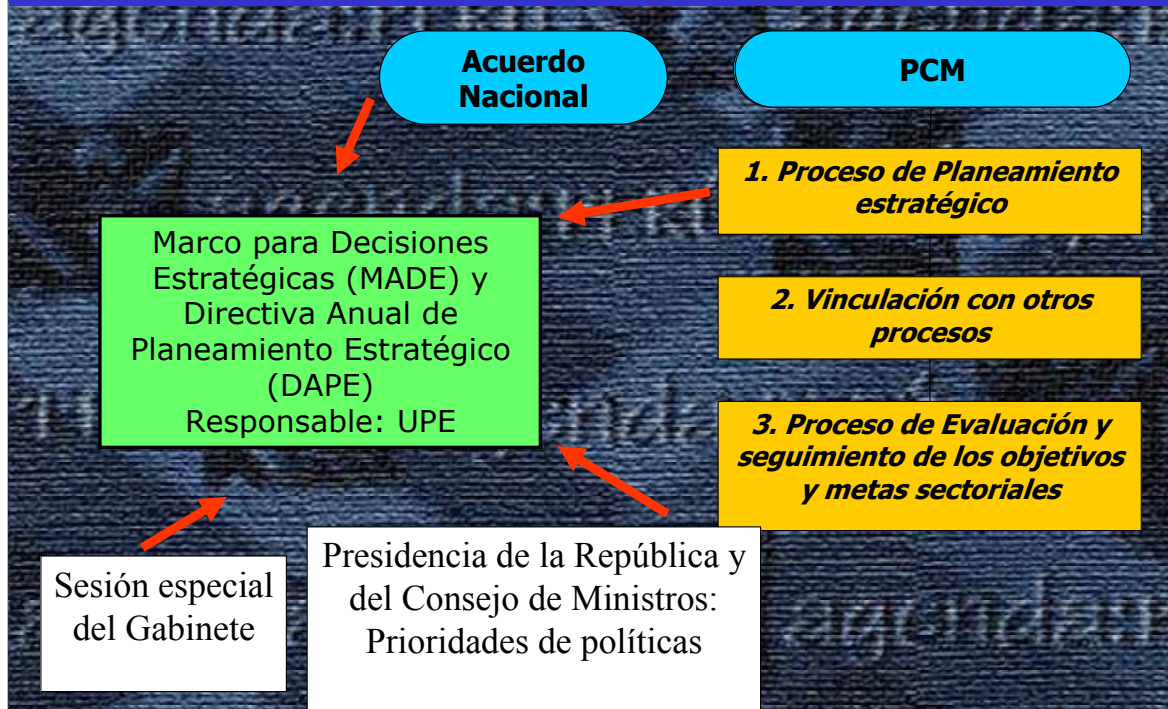 Acuerdo
Nacional
PCM
1. Proceso de Planeamiento
estratégico
Marco para Decisiones
Estratégicas (MADE) y
Directiva Anual de
Planeamiento Estratégico
(DAPE)
Responsable: UPE
2. Vinculación con otros
procesos
3. Proceso de Evaluación y
seguimiento de los objetivos
y metas sectoriales
Sesión especial
del Gabinete
Presidencia de la República y
del Consejo de Ministros:
Prioridades de políticas